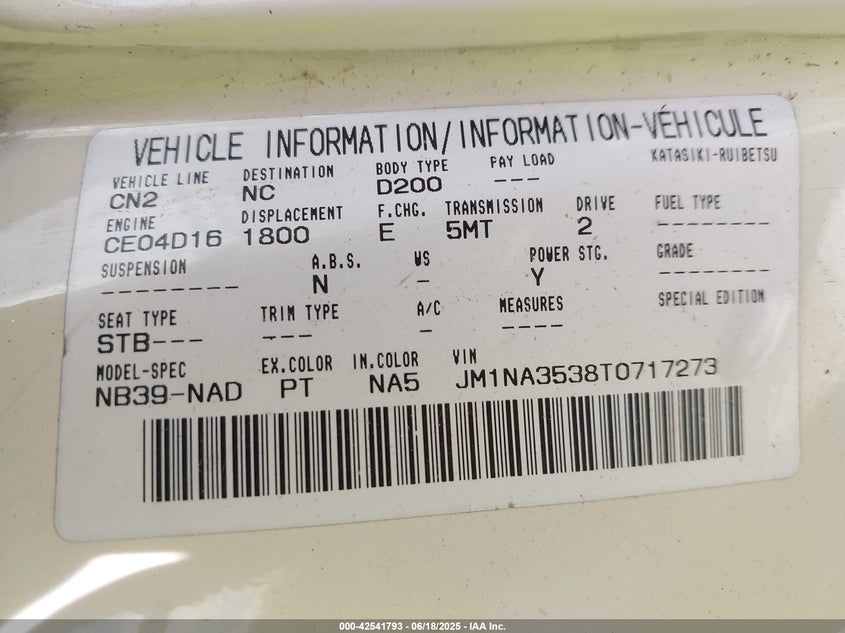 VEHICLE INFORMATION/INFORMATION-VÉHICULE
VEHICLE LINE DESTINATION BODY TYPE PAY LOAD KATASIKI-RUIBETSU
CN2 NC D200 ---
ENGINE DISPLACEMENT F.CHG. TRANSMISSION DRIVE FUEL TYPE
CE04D16 1800 E 5MT 2 ---------
SUSPENSION A.B.S. WS POWER STG. GRADE
--------- N - Y ---------
SEAT TYPE TRIM TYPE A/C MEASURES SPECIAL EDITION
STB--- --- - ----
MODEL-SPEC EX.COLOR IN.COLOR VIN
NB39-NAD PT NA5 JM1NA3538T0717273
000-42541793 - 06/18/2025 - IAA Inc.